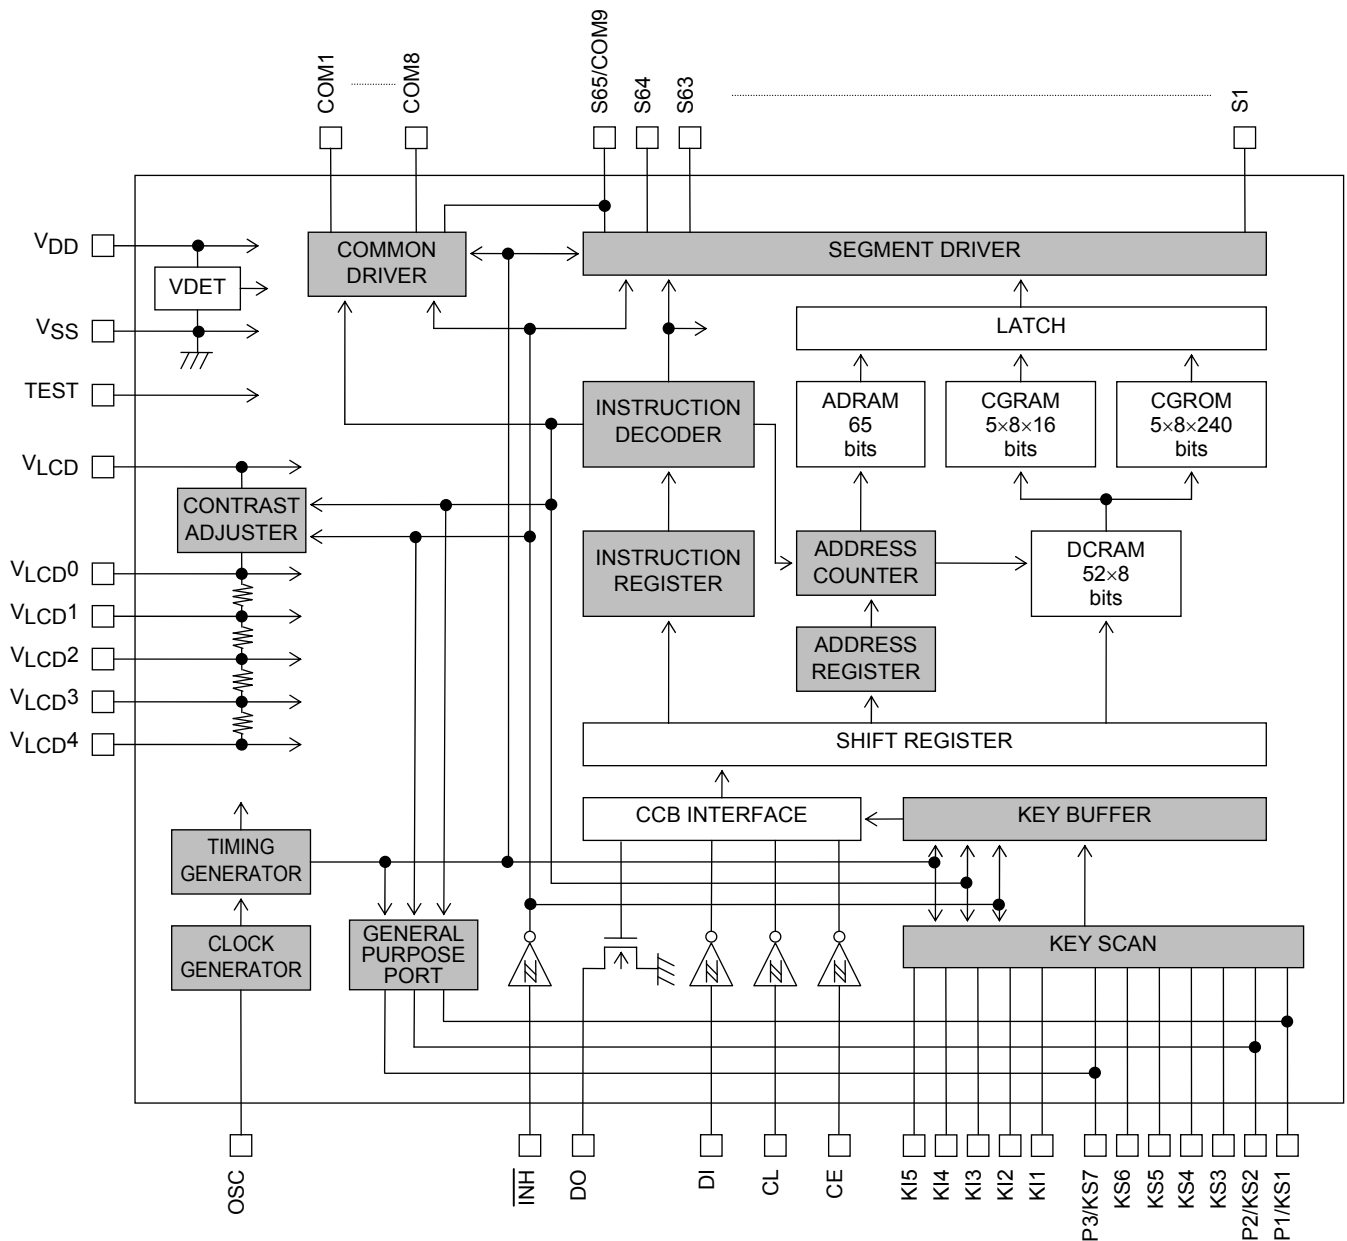 COM1
COM8
S65/COM9
S64
S63
S1
VDD
COMMON
DRIVER
SEGMENT DRIVER
VDET
VSS
LATCH
TEST
INSTRUCTION
DECODER
ADRAM
65
bits
CGRAM
5×8×16
bits
CGROM
5×8×240
bits
VLCD
CONTRAST
ADJUSTER
INSTRUCTION
REGISTER
ADDRESS
COUNTER
DCRAM
52×8
bits
VLCD0
VLCD1
VLCD2
VLCD3
VLCD4
ADDRESS
REGISTER
SHIFT REGISTER
CCB INTERFACE
KEY BUFFER
TIMING
GENERATOR
CLOCK
GENERATOR
GENERAL
PURPOSE
PORT
KEY SCAN
OSC
INH
DO
DI
CL
CE
KI5
KI4
KI3
KI2
KI1
P3/KS7
KS6
KS5
KS4
KS3
P2/KS2
P1/KS1